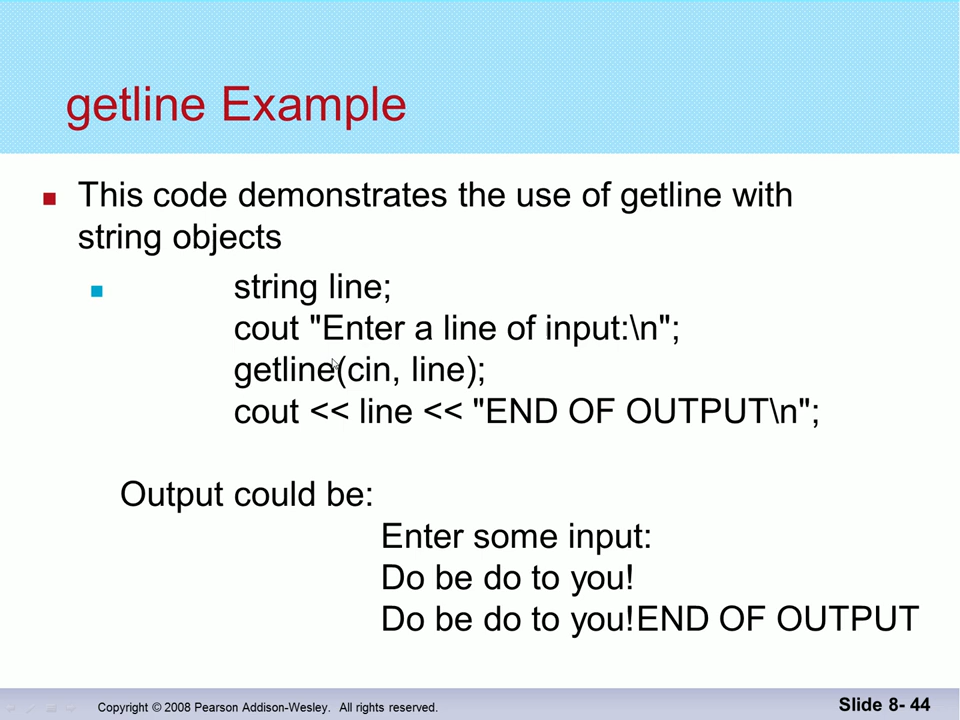 getline Example
This code demonstrates the use of getline with
string objects
string line;
cout "Enter a line of input:\n";
getline(cin, line);
cout << line << "END OF OUTPUT\n";
Output could be:
Enter some input:
Do be do to you!
Do be do to you!END OF OUTPUT
Copyright © 2008 Pearson Addison-Wesley. All rights reserved.
Slide 8- 44